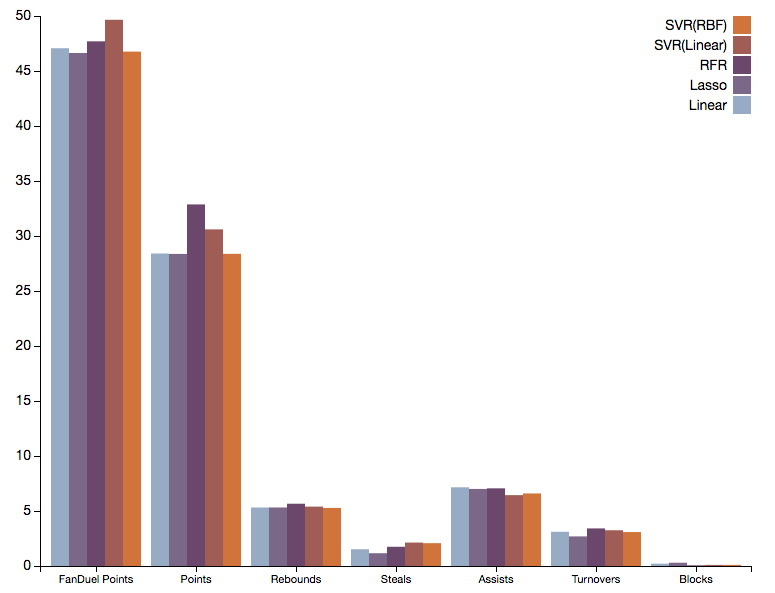 50
45
40
35
30
25
20
15
10
5
0
SVR(RBF)
SVR(Linear)
RFR
Lasso
Linear
FanDuel Points Points Rebounds Steals Assists Turnovers Blocks